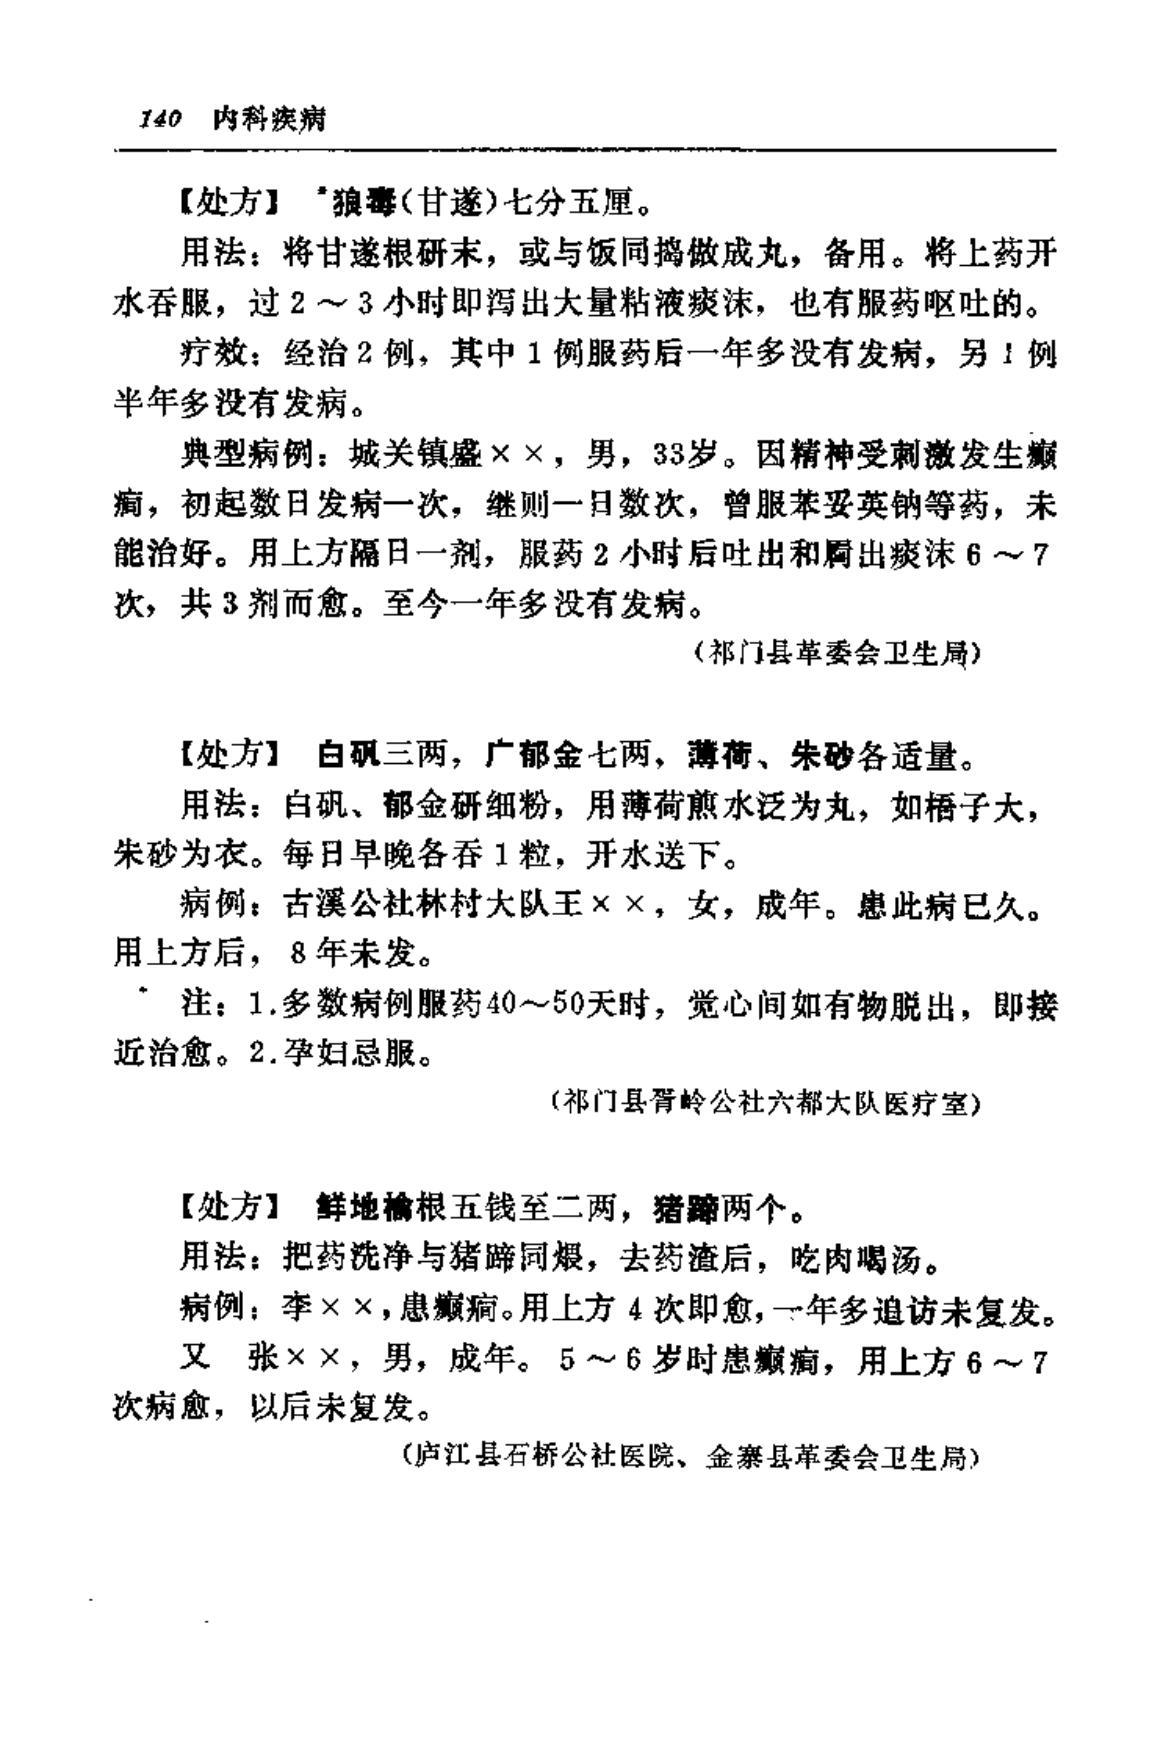 140 内科疾病
【处方】 *狼毒(甘遂)七分五厘。
用法：将甘遂根研末，或与饭同捣做成丸，备用。将上药开
水吞服，过2～3小时即泻出大量粘液痰沫，也有服药呕吐的。
疗效：经治2例，其中1例服药后一年多没有发病，另1例
半年多没有发病。
典型病例：城关镇盛××，男，33岁。因精神受刺激发生癫
痫，初起数日发病一次，继则一日数次，曾服苯妥英钠等药，未
能治好。用上方隔日一剂，服药2小时后吐出和屙出痰沫6～7
次，共3剂而愈。至今一年多没有发病。
(祁门县革委会卫生局)
【处方】 白矾三两，广郁金七两，薄荷、朱砂各适量。
用法：白矾、郁金研细粉，用薄荷煎水泛为丸，如梧子大，
朱砂为衣。每日早晚各吞1粒，开水送下。
病例：古溪公社林村大队王××，女，成年。患此病已久。
用上方后，8年未发。
注：1.多数病例服药40～50天时，觉心间如有物脱出，即接
近治愈。2.孕妇忌服。
(祁门县胥岭公社六都大队医疗室)
【处方】 鲜地榆根五钱至二两，猪蹄两个。
用法：把药洗净与猪蹄同煨，去药渣后，吃肉喝汤。
病例：李××，患癫痫。用上方4次即愈，一年多追访未复发。
又 张××，男，成年。5～6岁时患癫痫，用上方6～7
次病愈，以后未复发。
(庐江县石桥公社医院、金寨县革委会卫生局)